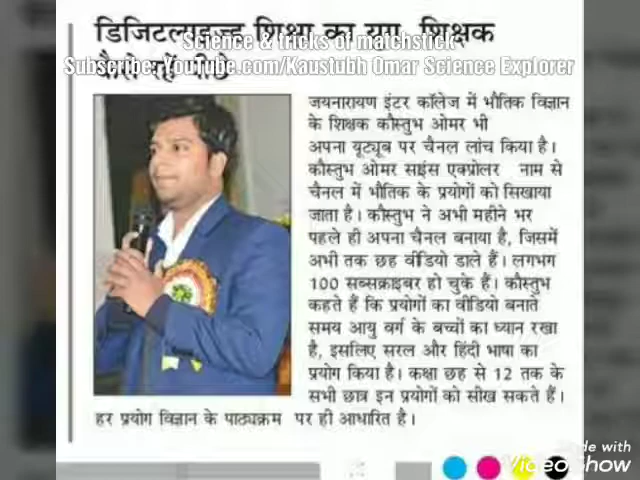 डिजिटलाइज्ड शिक्षा का युग, शिक्षक
Science & tricks of matchstick
Subscribe: YouTube.com/Kaustubh Omar Science Explorer
जयनारायण इंटर कॉलेज में भौतिक विज्ञान
के शिक्षक कौस्तुभ ओमर भी
अपना यूट्यूब पर चैनल लांच किया है।
कौस्तुभ ओमर साइंस एक्प्रोलर नाम से
चैनल में भौतिक के प्रयोगों को सिखाया
जाता है। कौस्तुभ ने अभी महीने भर
पहले ही अपना चैनल बनाया है, जिसमें
अभी तक छह वीडियो डाले हैं। लगभग
100 सब्सक्राइबर हो चुके हैं। कौस्तुभ
कहते हैं कि प्रयोगों का वीडियो बनाते
समय आयु वर्ग के बच्चों का ध्यान रखा
है, इसलिए सरल और हिंदी भाषा का
प्रयोग किया है। कक्षा छह से 12 तक के
सभी छात्र इन प्रयोगों को सीख सकते हैं।
हर प्रयोग विज्ञान के पाठ्यक्रम पर ही आधारित है।
de with
VideoShow